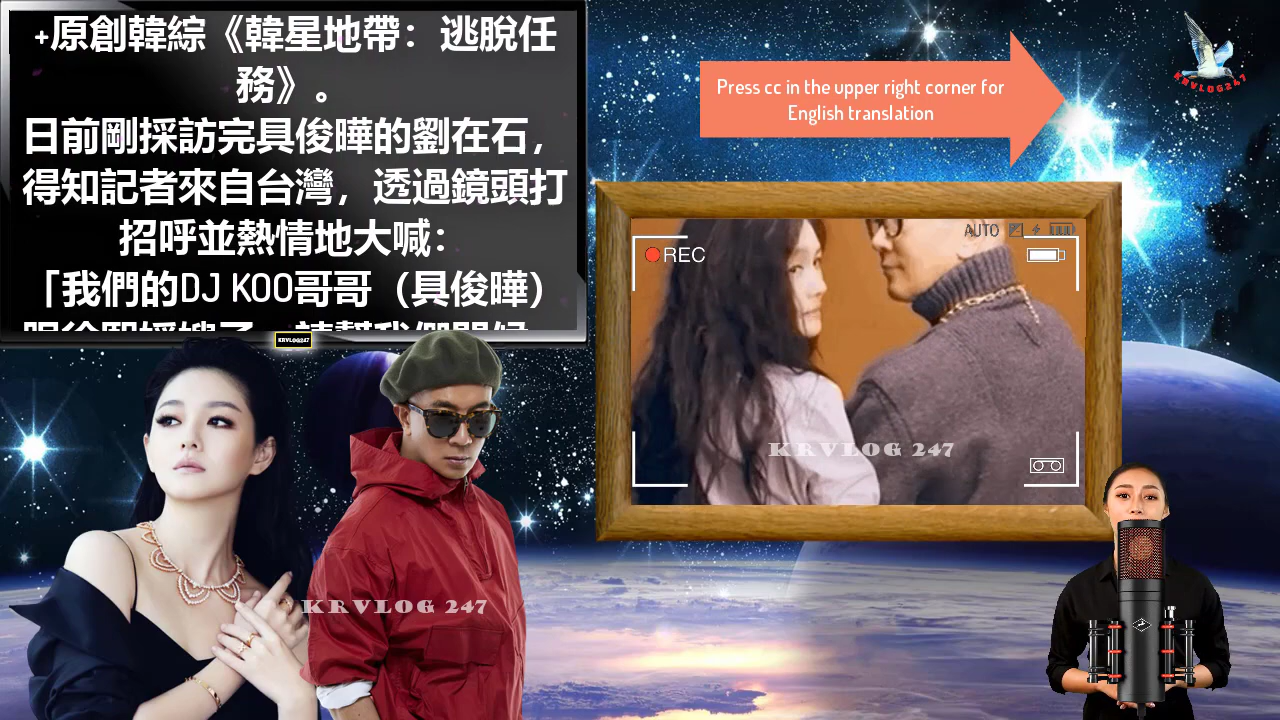 +原創韓綜《韓星地帶：逃脫任
務》。
日前剛採訪完具俊曄的劉在石，
得知記者來自台灣，透過鏡頭打
招呼並熱情地大喊：
「我們的DJ KOO哥哥（具俊曄）
KRVLOG247
Press cc in the upper right corner for
English translation
KRVLOG247
AUTO
REC
KRVLOG 247
KRVLOG 247